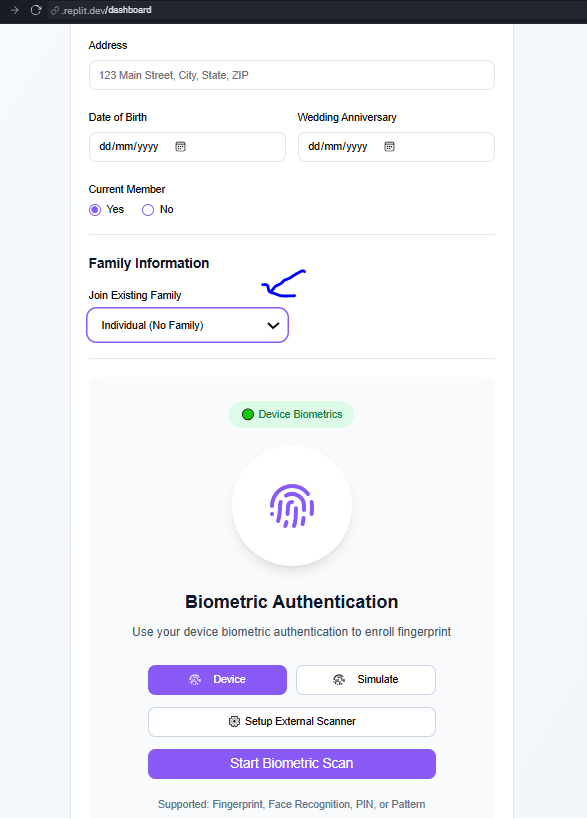 .replit.dev/dashboard
Address
123 Main Street, City, State, ZIP
Date of Birth Wedding Anniversary
dd/mm/yyyy dd/mm/yyyy
Current Member
Yes No
Family Information
Join Existing Family
Individual (No Family)
Device Biometrics
Biometric Authentication
Use your device biometric authentication to enroll fingerprint
Device Simulate
Setup External Scanner
Start Biometric Scan
Supported: Fingerprint, Face Recognition, PIN, or Pattern